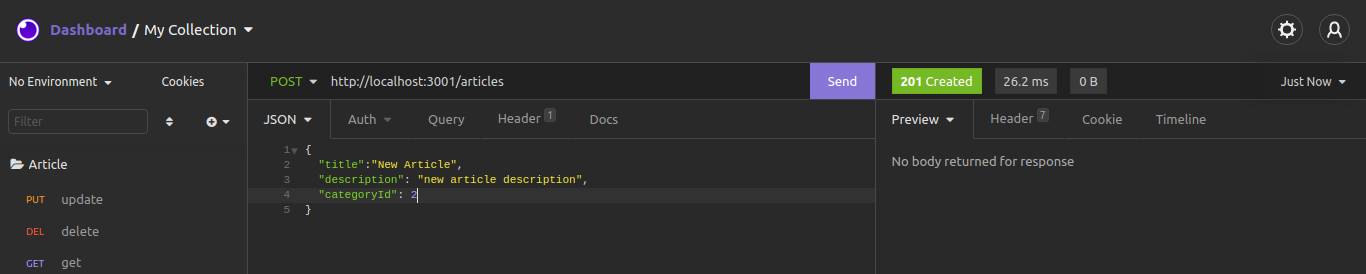 Dashboard / My Collection
No Environment Cookies
POST http://localhost:3001/articles Send
201 Created 26.2 ms 0 B Just Now
Filter
JSON Auth Query Header 1 Docs
Preview Header 7 Cookie Timeline
Article
PUT update
DEL delete
GET get
1 {
2 "title":"New Article",
3 "description": "new article description",
4 "categoryId": 2
5 }
No body returned for response